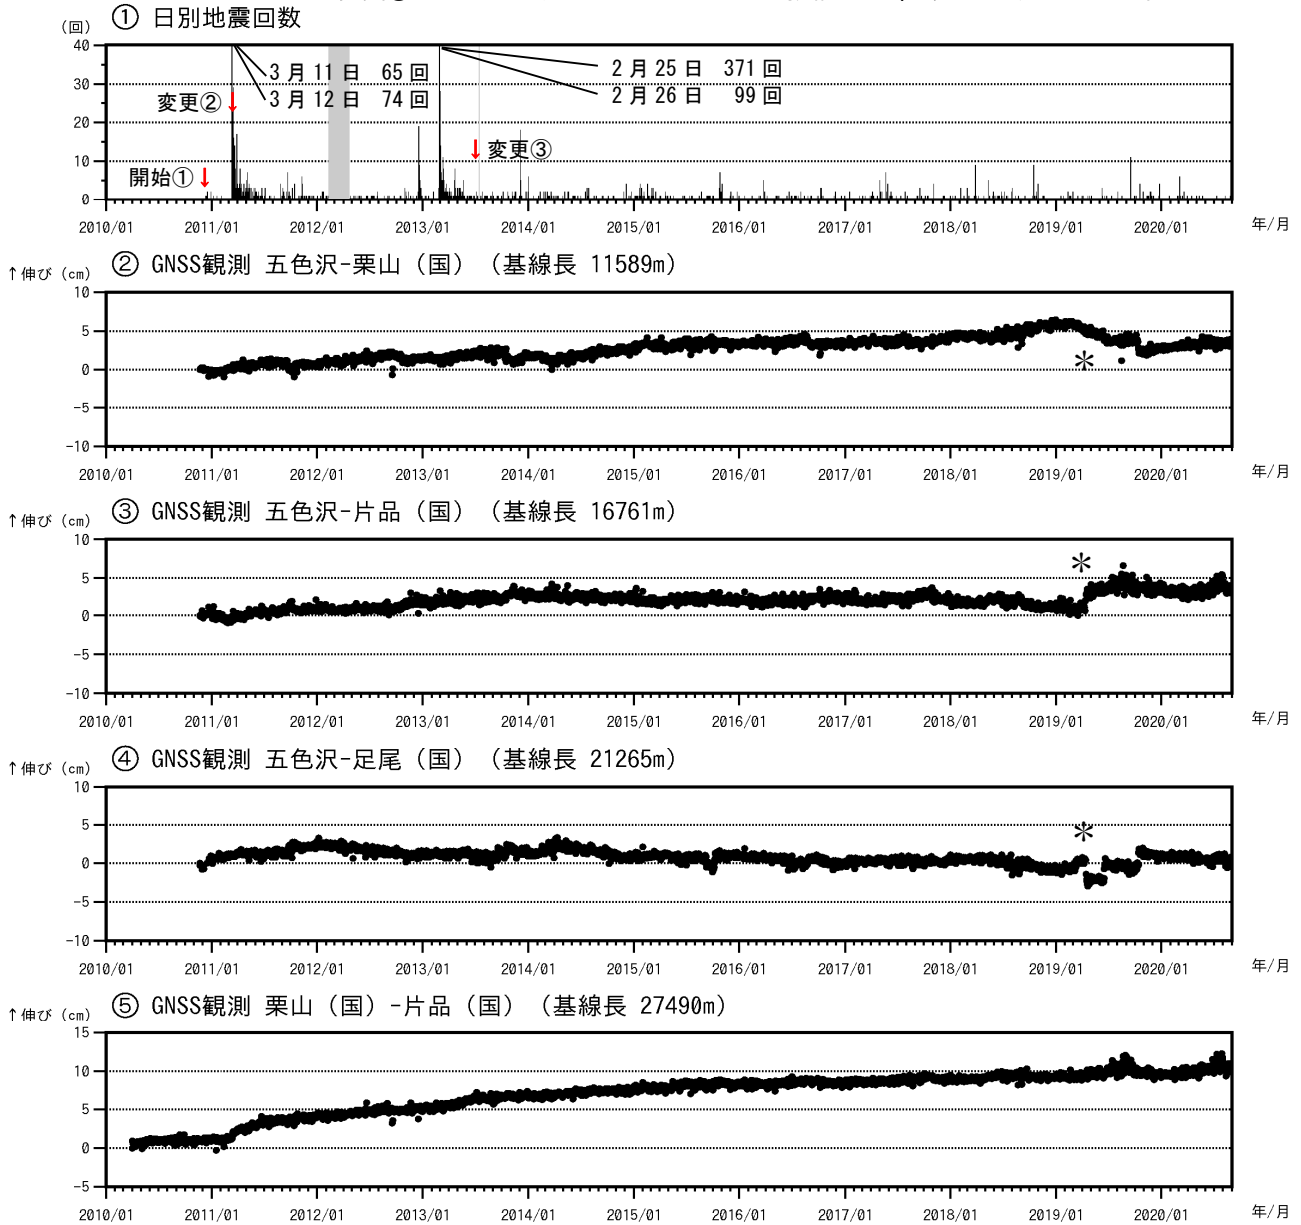 ① 日別地震回数
(回)
40
30
20
10
0
3月11日 65回
3月12日 74回
2月25日 371回
2月26日 99回
変更②
変更③
開始①
2010/01 2011/01 2012/01 2013/01 2014/01 2015/01 2016/01 2017/01 2018/01 2019/01 2020/01 年/月
② GNSS観測 五色沢-栗山(国)(基線長 11589m)
↑伸び(cm)
10
5
0
-5
-10
*
2010/01 2011/01 2012/01 2013/01 2014/01 2015/01 2016/01 2017/01 2018/01 2019/01 2020/01 年/月
③ GNSS観測 五色沢-片品(国)(基線長 16761m)
↑伸び(cm)
10
5
0
-5
-10
*
2010/01 2011/01 2012/01 2013/01 2014/01 2015/01 2016/01 2017/01 2018/01 2019/01 2020/01 年/月
④ GNSS観測 五色沢-足尾(国)(基線長 21265m)
↑伸び(cm)
10
5
0
-5
-10
*
2010/01 2011/01 2012/01 2013/01 2014/01 2015/01 2016/01 2017/01 2018/01 2019/01 2020/01 年/月
⑤ GNSS観測 栗山(国)-片品(国)(基線長 27490m)
↑伸び(cm)
15
10
5
0
-5
2010/01 2011/01 2012/01 2013/01 2014/01 2015/01 2016/01 2017/01 2018/01 2019/01 2020/01 年/月